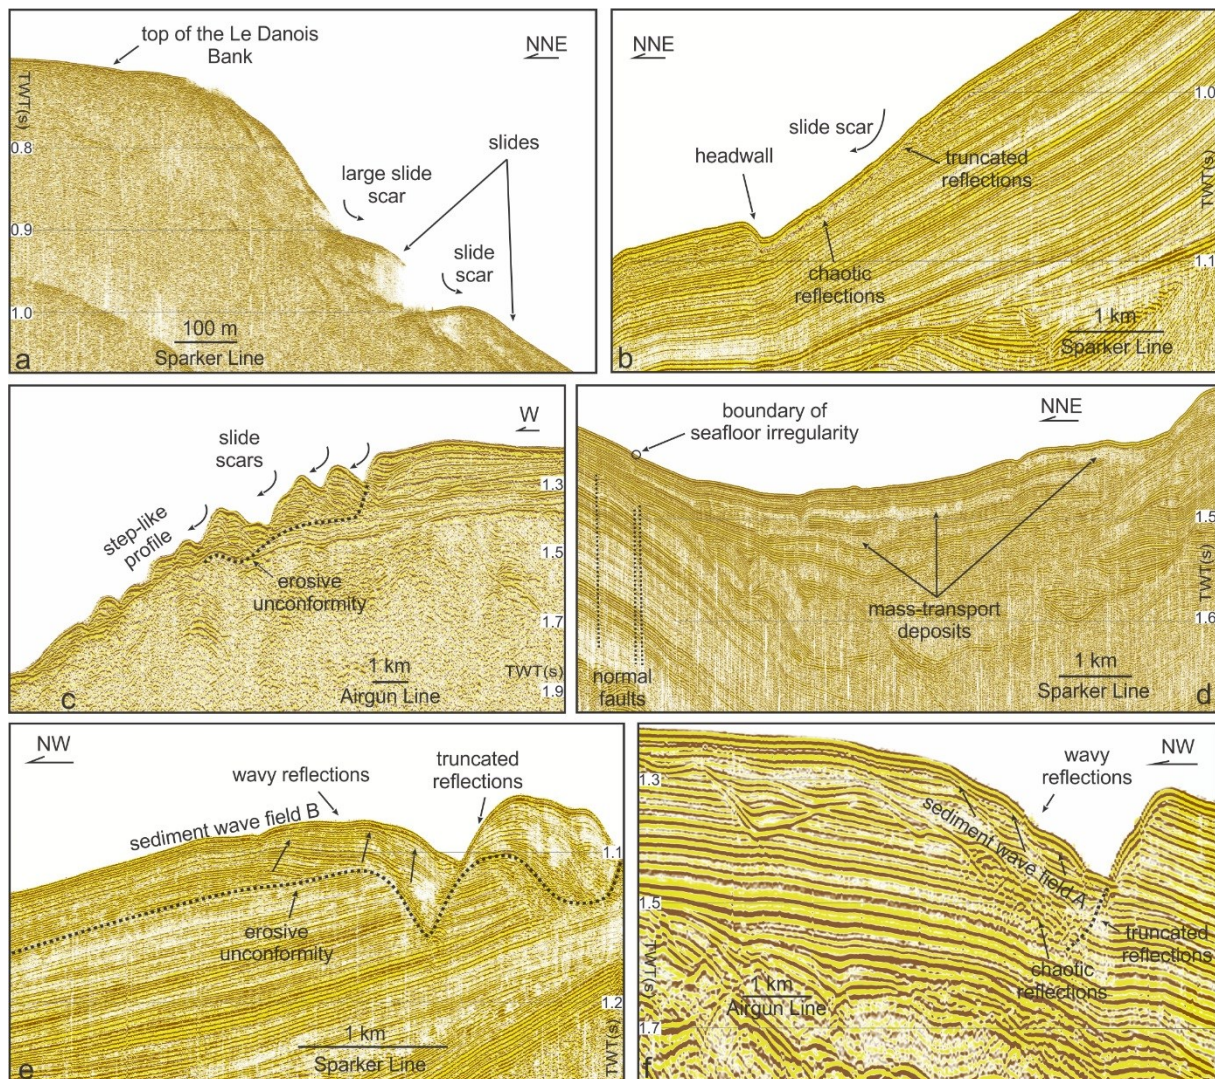 top of the Le Danois
Bank
NNE
TWT(s)
0.8
slides
large slide
scar
0.9
slide
scar
1.0
100 m
Sparker Line
a
NNE
1.0
slide scar
headwall
truncated
reflections
TWT(s)
chaotic
reflections
1.1
1 km
Sparker Line
b
W
slide
scars
1.3
step-like
profile
1.5
erosive
unconformity
1.7
1 km
TWT(s)
Airgun Line
1.9
c
boundary of
seafloor irregularity
NNE
1.5
TWT(s)
mass-transport
deposits
1.6
1 km
normal
faults
Sparker Line
d
NW
truncated
reflections
wavy reflections
sediment wave field B
1.1
erosive
unconformity
1.2
1 km
TWT(s)
Sparker Line
e
wavy
reflections
NW
1.3
sediment wave field A
1.5
truncated
reflections
TWT(s)
chaotic
reflections
1 km
Airgun Line
1.7
f